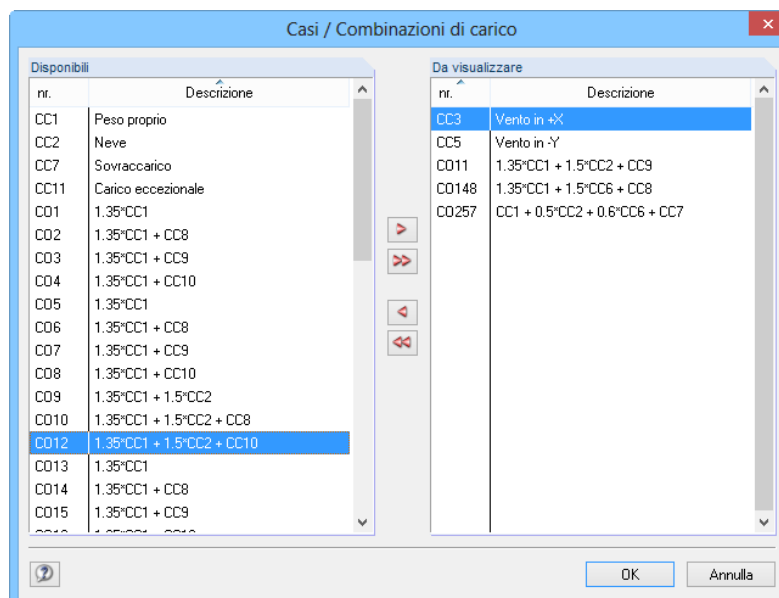 Casi / Combinazioni di carico
Disponibili
nr. Descrizione
CC1 Peso proprio
CC2 Neve
CC7 Sovraccarico
CC11 Carico eccezionale
CO1 1.35*CC1
CO2 1.35*CC1 + CC8
CO3 1.35*CC1 + CC9
CO4 1.35*CC1 + CC10
CO5 1.35*CC1
CO6 1.35*CC1 + CC8
CO7 1.35*CC1 + CC9
CO8 1.35*CC1 + CC10
CO9 1.35*CC1 + 1.5*CC2
CO10 1.35*CC1 + 1.5*CC2 + CC8
CO12 1.35*CC1 + 1.5*CC2 + CC10
CO13 1.35*CC1
CO14 1.35*CC1 + CC8
CO15 1.35*CC1 + CC9
Da visualizzare
nr. Descrizione
CC3 Vento in +X
CC5 Vento in -Y
CO11 1.35*CC1 + 1.5*CC2 + CC9
CO148 1.35*CC1 + 1.5*CC6 + CC8
CO257 CC1 + 0.5*CC2 + 0.6*CC6 + CC7
OK
Annulla